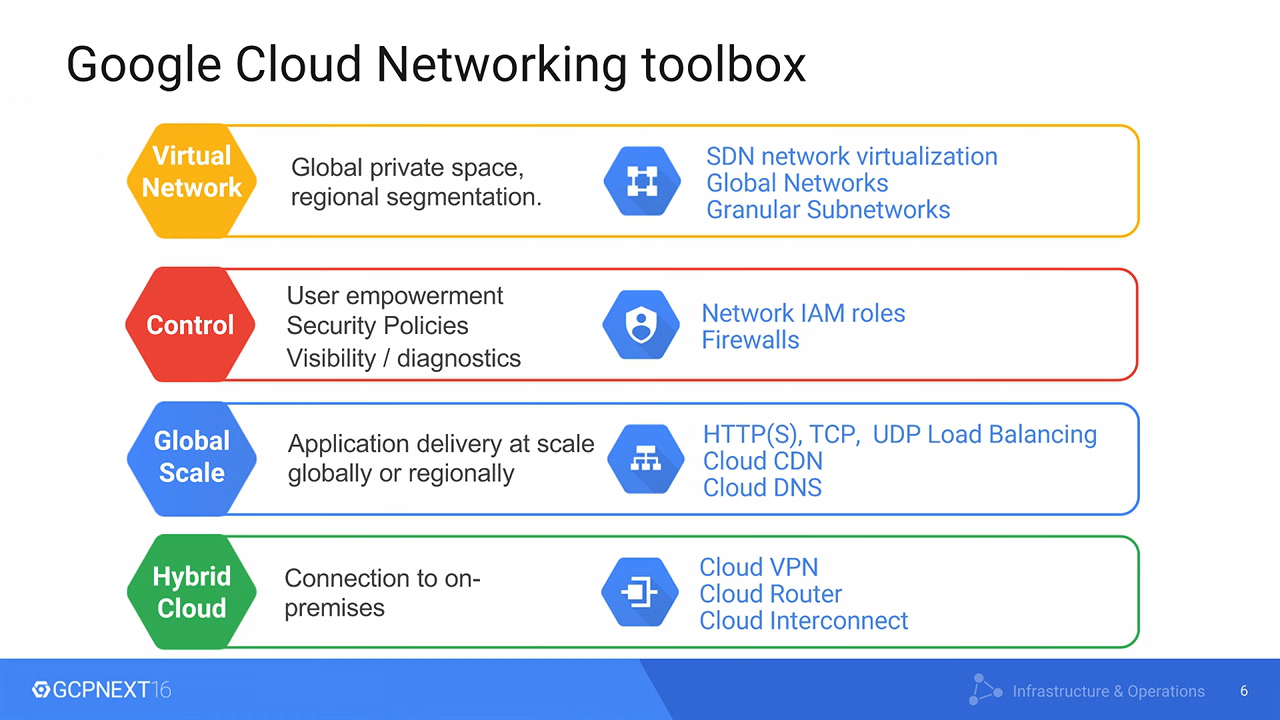 Google Cloud Networking toolbox
Virtual
Network
Global private space,
regional segmentation.
SDN network virtualization
Global Networks
Granular Subnetworks
Control
User empowerment
Security Policies
Visibility / diagnostics
Network IAM roles
Firewalls
Global
Scale
Application delivery at scale
globally or regionally
HTTP(S), TCP, UDP Load Balancing
Cloud CDN
Cloud DNS
Hybrid
Cloud
Connection to on-
premises
Cloud VPN
Cloud Router
Cloud Interconnect
GCPNEXT16
Infrastructure & Operations
6